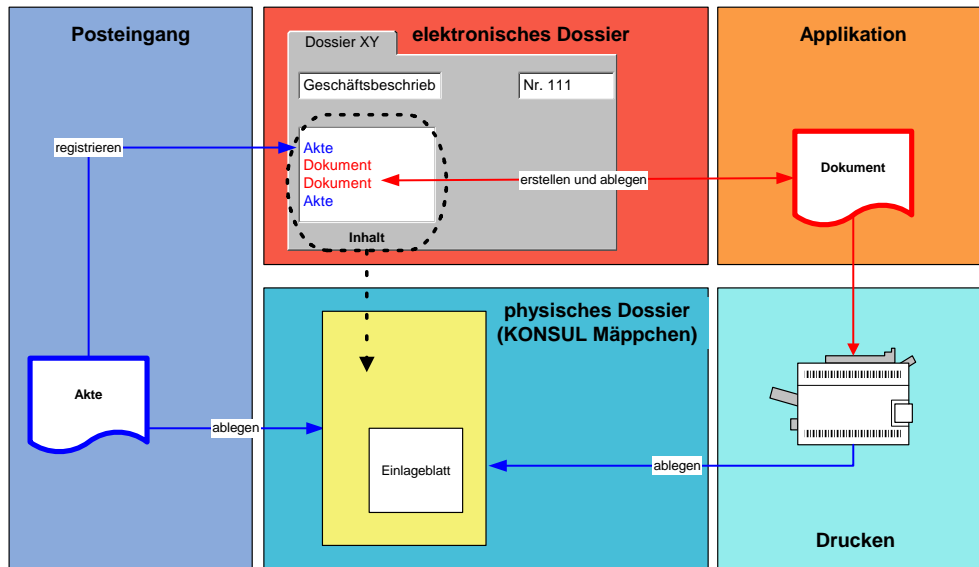 Posteingang
elektronisches Dossier
Applikation
Dossier XY
Geschäftsbeschrieb
Nr. 111
registrieren
Akte
Dokument
Dokument
Akte
erstellen und ablegen
Dokument
Inhalt
physisches Dossier
(KONSUL Mäppchen)
Akte
ablegen
Einlageblatt
ablegen
Drucken